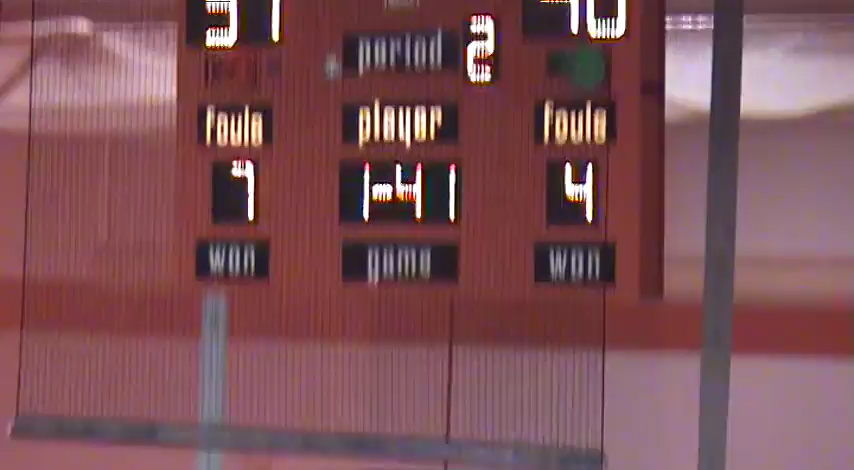 period 2
fouls player fouls
7 1-41 4
won game won